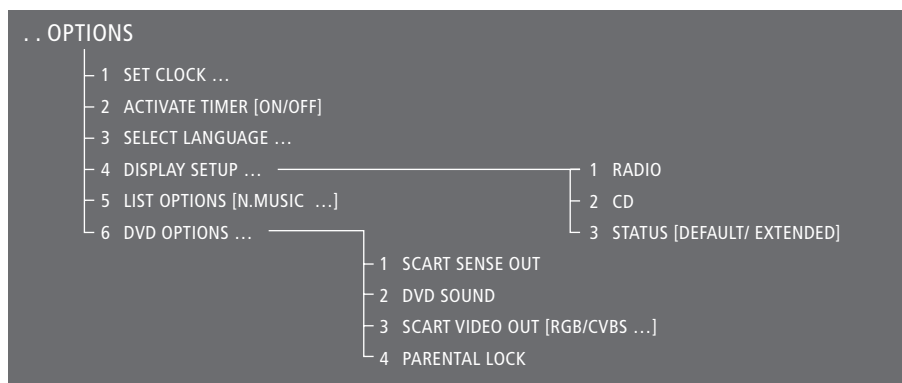 . . OPTIONS
1 SET CLOCK …
2 ACTIVATE TIMER [ON/OFF]
3 SELECT LANGUAGE …
4 DISPLAY SETUP … 1 RADIO
5 LIST OPTIONS [N.MUSIC …] 2 CD
6 DVD OPTIONS … 3 STATUS [DEFAULT/ EXTENDED]
1 SCART SENSE OUT
2 DVD SOUND
3 SCART VIDEO OUT [RGB/CVBS …]
4 PARENTAL LOCK